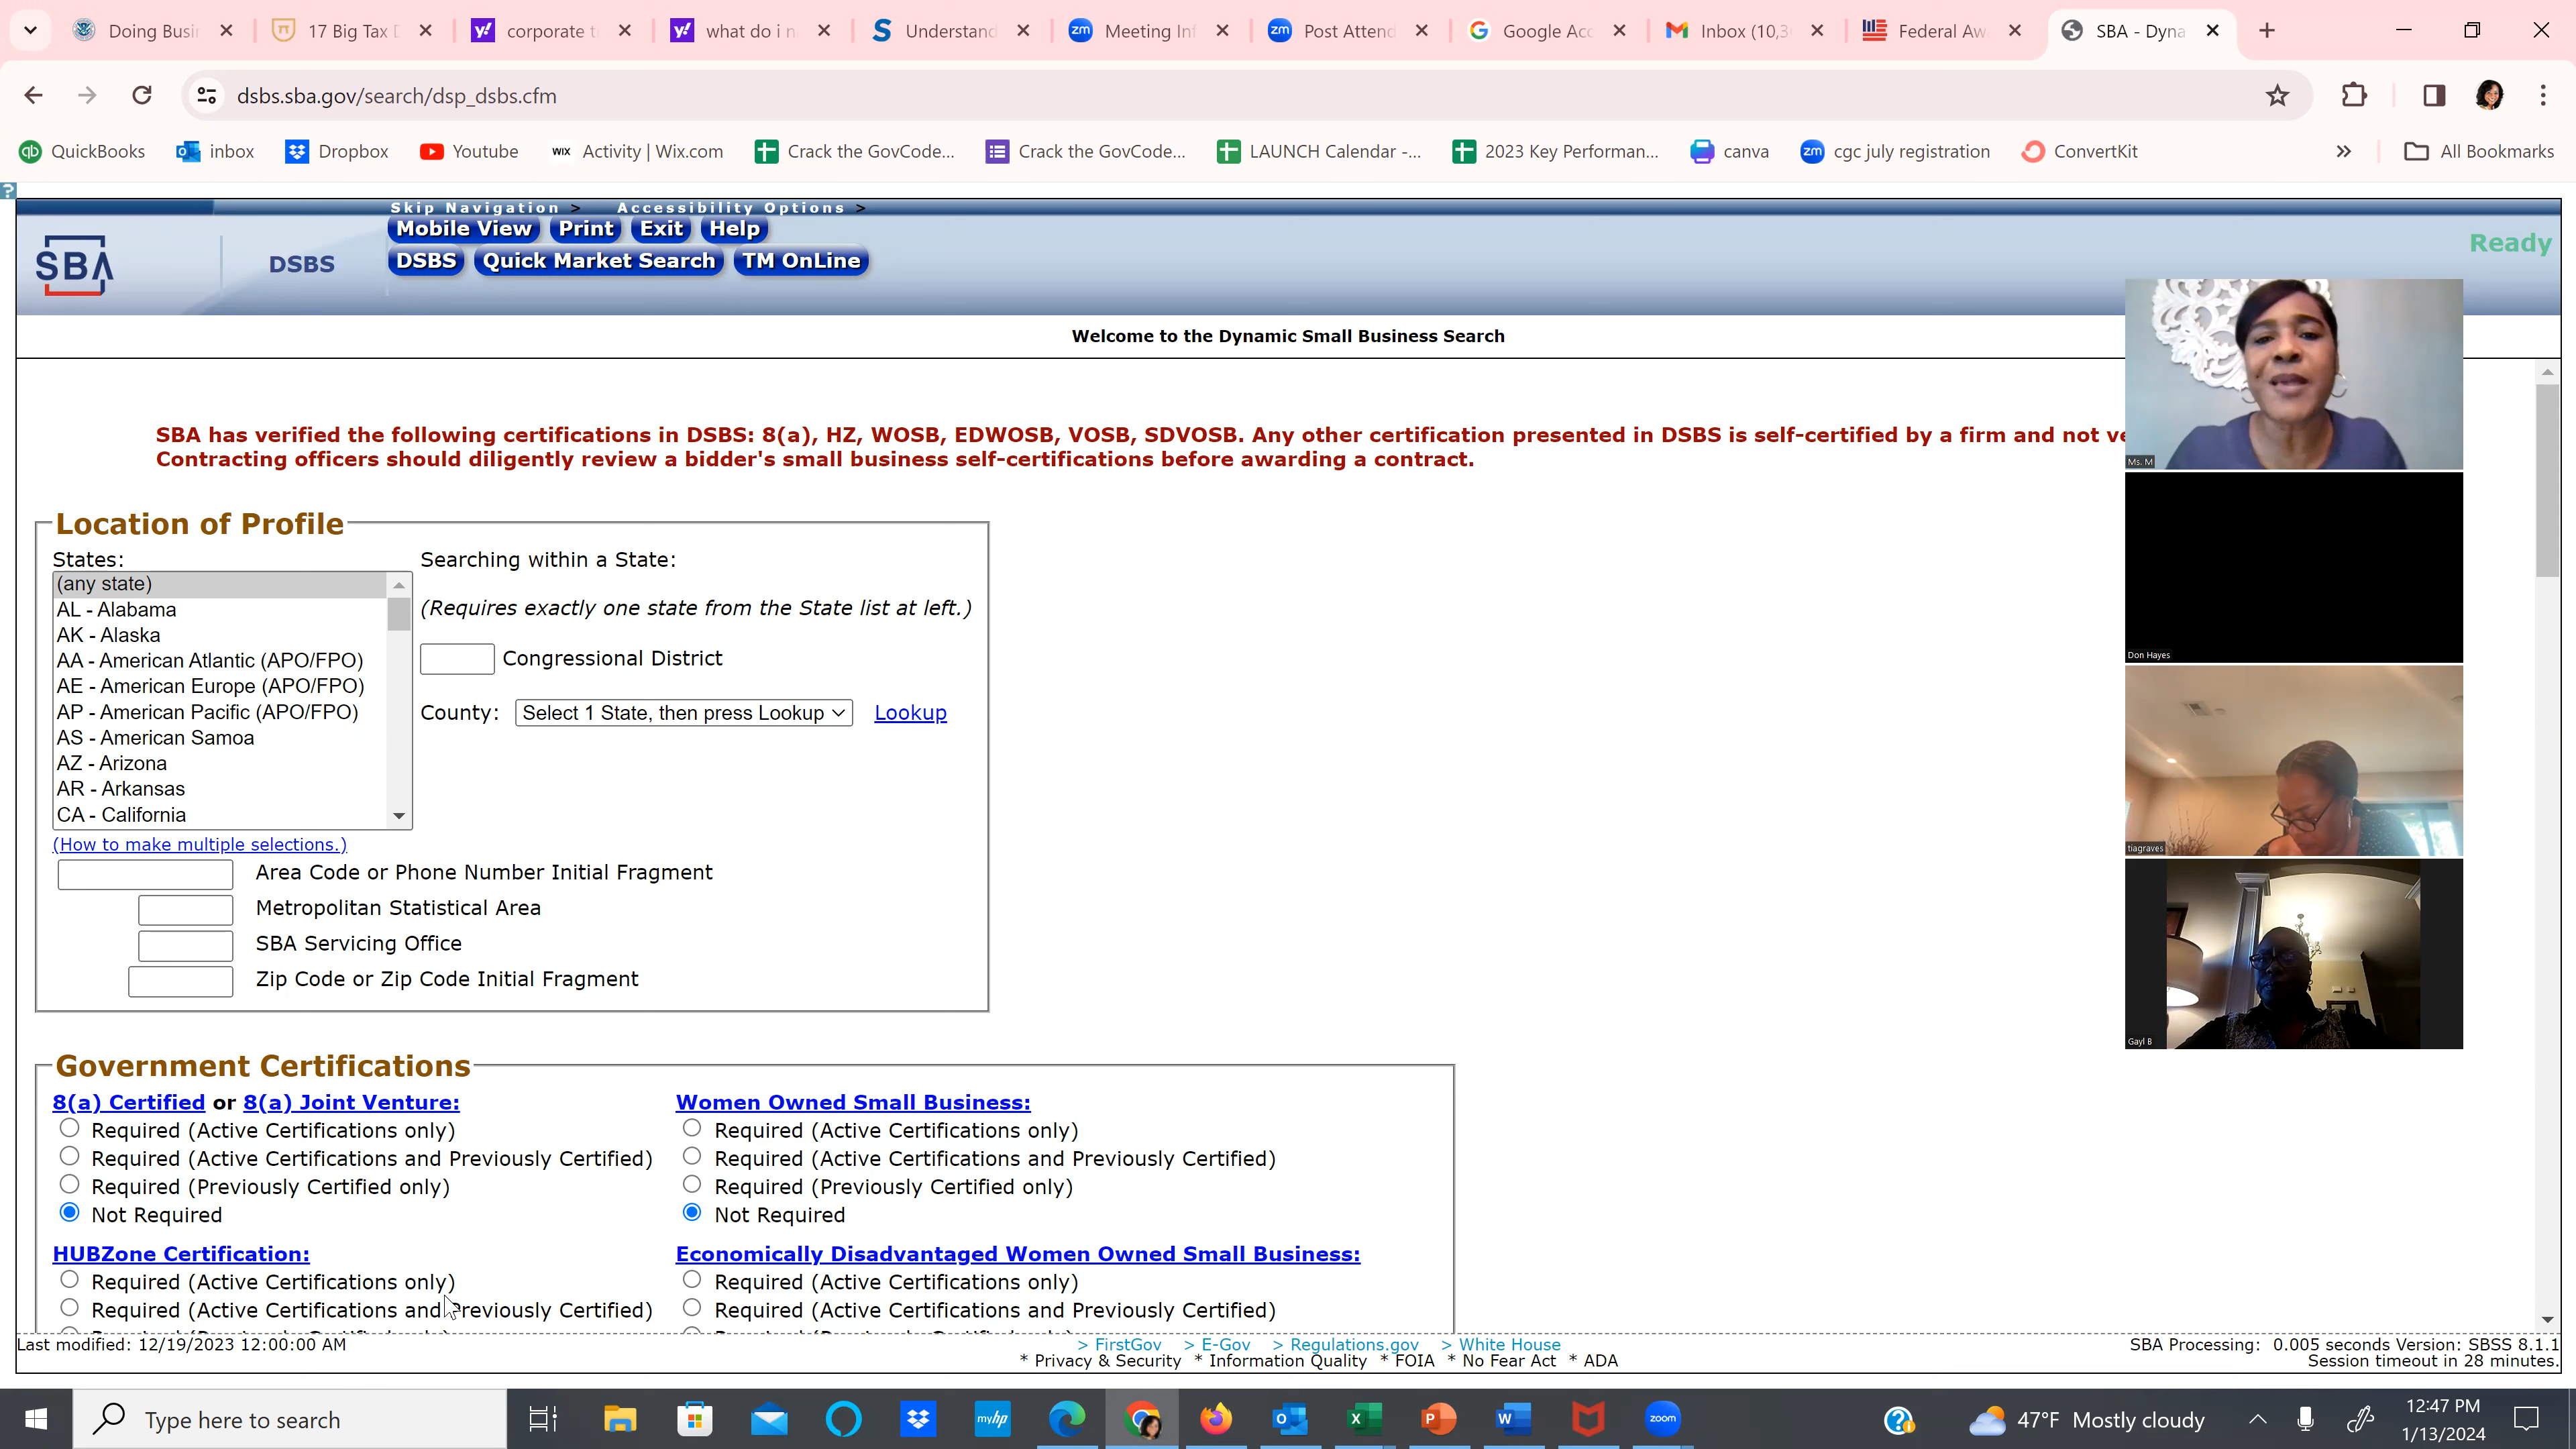 Doing Busi
17 Big Tax D
corporate t
what do i n
Understand
Meeting Inf
Post Attend
Google Acc
Inbox (10,3
Federal Aw
SBA - Dyna
dsbs.sba.gov/search/dsp_dsbs.cfm
QuickBooks
inbox
Dropbox
Youtube
WIX Activity | Wix.com
Crack the GovCode...
Crack the GovCode...
LAUNCH Calendar -...
2023 Key Performan...
canva
cgc july registration
ConvertKit
All Bookmarks
Skip Navigation > Accessibility Options >
Mobile View Print Exit Help
SBA DSBS
DSBS Quick Market Search TM OnLine
Ready
Welcome to the Dynamic Small Business Search
SBA has verified the following certifications in DSBS: 8(a), HZ, WOSB, EDWOSB, VOSB, SDVOSB. Any other certification presented in DSBS is self-certified by a firm and not ve
Contracting officers should diligently review a bidder's small business self-certifications before awarding a contract.
Ms. M
Don Hayes
tiagraves
Gayl B
Location of Profile
States:
(any state)
AL - Alabama
AK - Alaska
AA - American Atlantic (APO/FPO)
AE - American Europe (APO/FPO)
AP - American Pacific (APO/FPO)
AS - American Samoa
AZ - Arizona
AR - Arkansas
CA - California
(How to make multiple selections.)
Searching within a State:
(Requires exactly one state from the State list at left.)
Congressional District
County: Select 1 State, then press Lookup Lookup
Area Code or Phone Number Initial Fragment
Metropolitan Statistical Area
SBA Servicing Office
Zip Code or Zip Code Initial Fragment
Government Certifications
8(a) Certified or 8(a) Joint Venture:
Required (Active Certifications only)
Required (Active Certifications and Previously Certified)
Required (Previously Certified only)
Not Required
Women Owned Small Business:
Required (Active Certifications only)
Required (Active Certifications and Previously Certified)
Required (Previously Certified only)
Not Required
HUBZone Certification:
Required (Active Certifications only)
Required (Active Certifications and Previously Certified)
Economically Disadvantaged Women Owned Small Business:
Required (Active Certifications only)
Required (Active Certifications and Previously Certified)
Last modified: 12/19/2023 12:00:00 AM
> FirstGov > E-Gov > Regulations.gov > White House
* Privacy & Security * Information Quality * FOIA * No Fear Act * ADA
SBA Processing: 0.005 seconds Version: SBSS 8.1.1
Session timeout in 28 minutes.
Type here to search
myhp
zoom
47°F Mostly cloudy
12:47 PM
1/13/2024